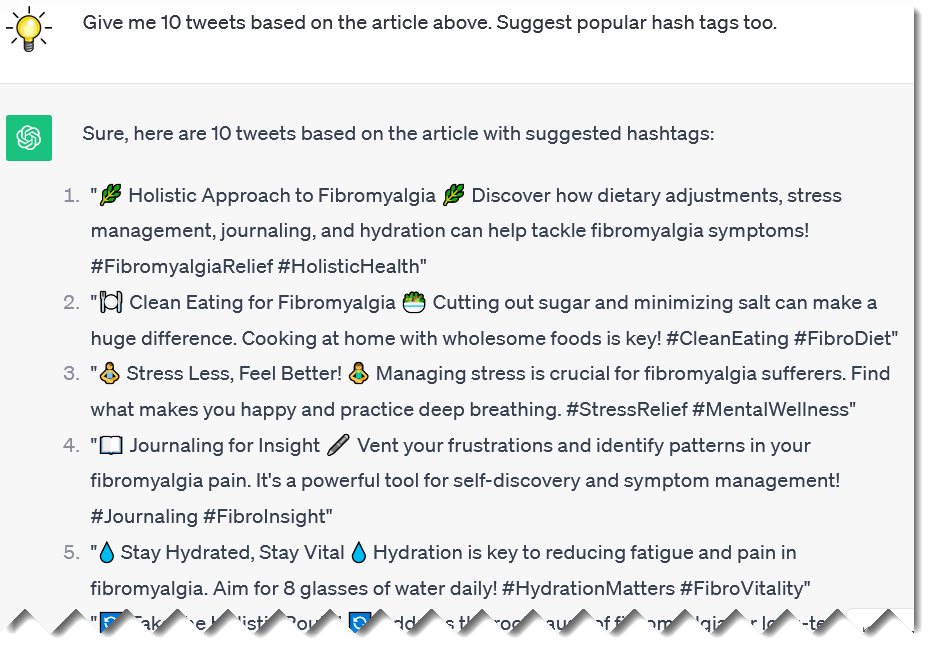 Give me 10 tweets based on the article above. Suggest popular hash tags too.
Sure, here are 10 tweets based on the article with suggested hashtags:
1. "🌿 Holistic Approach to Fibromyalgia 🌿 Discover how dietary adjustments, stress
management, journaling, and hydration can help tackle fibromyalgia symptoms!
#FibromyalgiaRelief #HolisticHealth"
2. "🍽️ Clean Eating for Fibromyalgia 🥗 Cutting out sugar and minimizing salt can make a
huge difference. Cooking at home with wholesome foods is key! #CleanEating #FibroDiet"
3. "🧘 Stress Less, Feel Better! 🧘 Managing stress is crucial for fibromyalgia sufferers. Find
what makes you happy and practice deep breathing. #StressRelief #MentalWellness"
4. "📖 Journaling for Insight 🖋️ Vent your frustrations and identify patterns in your
fibromyalgia pain. It's a powerful tool for self-discovery and symptom management!
#Journaling #FibroInsight"
5. "💧 Stay Hydrated, Stay Vital 💧 Hydration is key to reducing fatigue and pain in
fibromyalgia. Aim for 8 glasses of water daily! #HydrationMatters #FibroVitality"